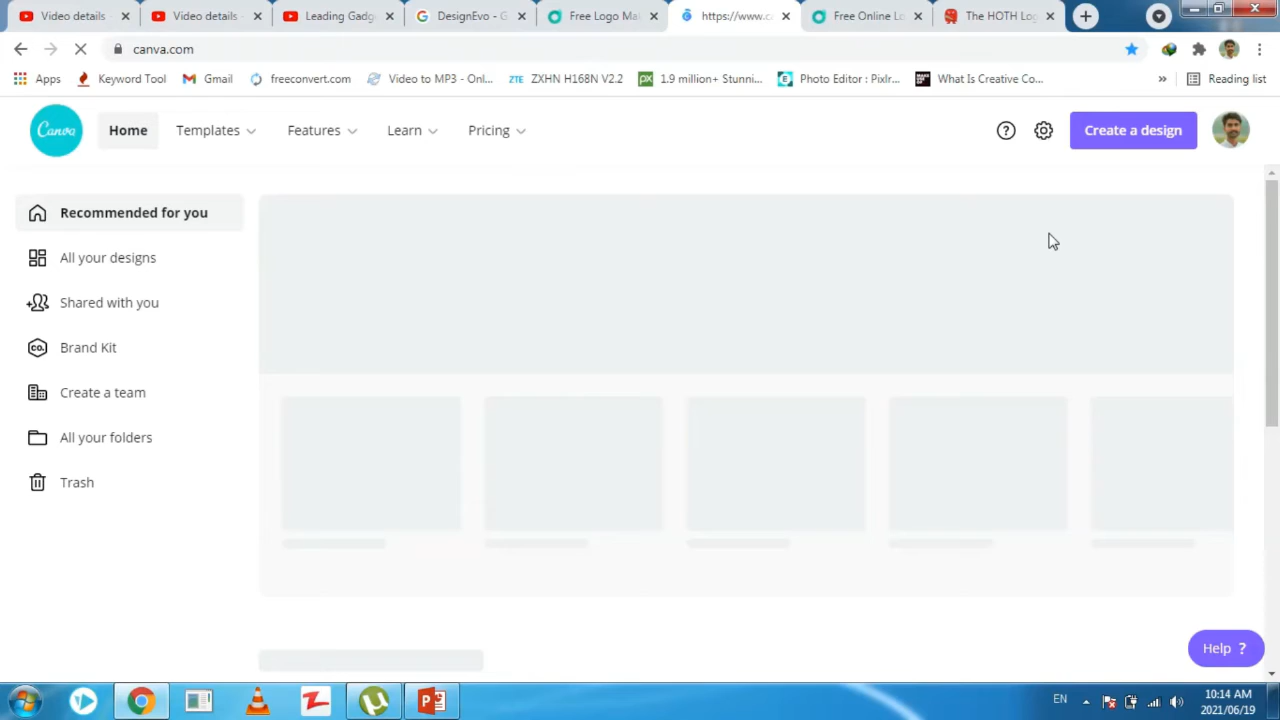 Video details
Video details -
Leading Gadg
DesignEvo - G
Free Logo Ma
https://www.ca
Free Online Lo
The HOTH Log
canva.com
Apps
Keyword Tool
Gmail
freeconvert.com
Video to MP3 - Onl...
ZTE ZXHN H168N V2.2
px 1.9 million+ Stunni...
Photo Editor : Pixlr...
What Is Creative Co...
»
Reading list
Canva
Home
Templates
Features
Learn
Pricing
?
Create a design
Recommended for you
All your designs
Shared with you
co. Brand Kit
Create a team
All your folders
Trash
Help ?
EN
10:14 AM
2021/06/19